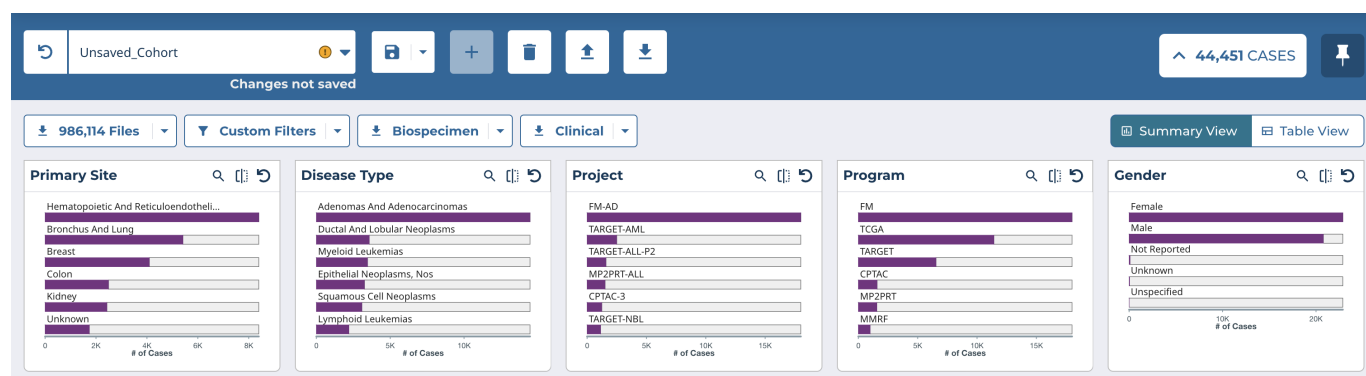 Unsaved_Cohort
Changes not saved
44,451 CASES
986,114 Files
Custom Filters
Biospecimen
Clinical
Summary View
Table View
Primary Site
Hematopoietic And Reticuloendotheli...
Bronchus And Lung
Breast
Colon
Kidney
Unknown
0 2K 4K 6K 8K
# of Cases
Disease Type
Adenomas And Adenocarcinomas
Ductal And Lobular Neoplasms
Myeloid Leukemias
Epithelial Neoplasms, Nos
Squamous Cell Neoplasms
Lymphoid Leukemias
0 5K 10K
# of Cases
Project
FM-AD
TARGET-AML
TARGET-ALL-P2
MP2PRT-ALL
CPTAC-3
TARGET-NBL
0 5K 10K 15K
# of Cases
Program
FM
TCGA
TARGET
CPTAC
MP2PRT
MMRF
0 5K 10K 15K
# of Cases
Gender
Female
Male
Not Reported
Unknown
Unspecified
0 10K 20K
# of Cases